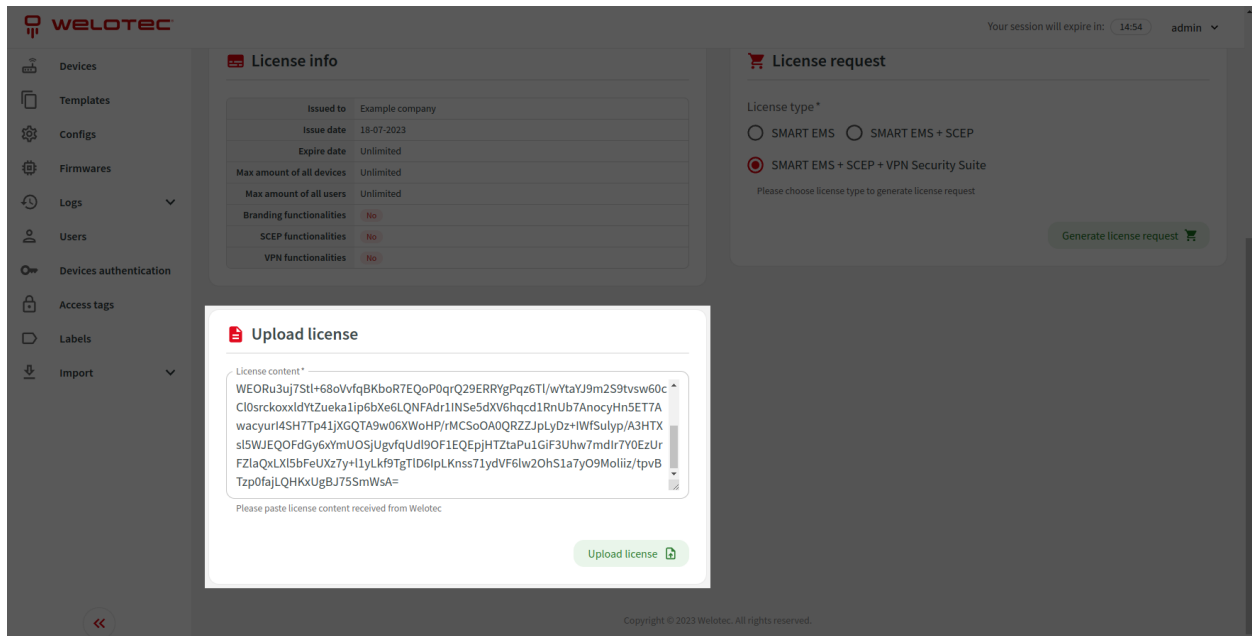 WELOTEC
Your session will expire in: 14:54 admin
Devices
Templates
Configs
Firmwares
Logs
Users
Devices authentication
Access tags
Labels
Import
License info
Issued to Example company
Issue date 18-07-2023
Expire date Unlimited
Max amount of all devices Unlimited
Max amount of all users Unlimited
Branding functionalities No
SCEP functionalities No
VPN functionalities No
License request
License type*
SMART EMS SMART EMS + SCEP
SMART EMS + SCEP + VPN Security Suite
Please choose license type to generate license request
Generate license request
Upload license
License content*
WEORu3uj7Stl+68oVvfqBKboR7EQoP0qrQ29ERRYgPqz6Tl/wYtaYJ9m2S9tvsw60c
Cl0srckoxxldYtZueka1ip6bXe6LQNFAdr1INSe5dXV6hqcd1RnUb7AnocyHn5ET7A
wacyurI4SH7Tp41jXGQTA9w06XWoHP/rMCSoOA0QRZZJpLyDz+IWfSulyp/A3HTX
sl5WJEQOFdGy6xYmUOSjUgvfqUdl9OF1EQEpjHTZtaPu1GiF3Uhw7mdIr7Y0EzUr
FZlaQxLXl5bFeUXz7y+l1yLkf9TgTlD6IpLKnss71ydVF6lw2OhS1a7yO9Moliiz/tpvB
Tzp0fajLQHKxUgBJ75SmWsA=
Please paste license content received from Welotec
Upload license
Copyright © 2023 Welotec. All rights reserved.